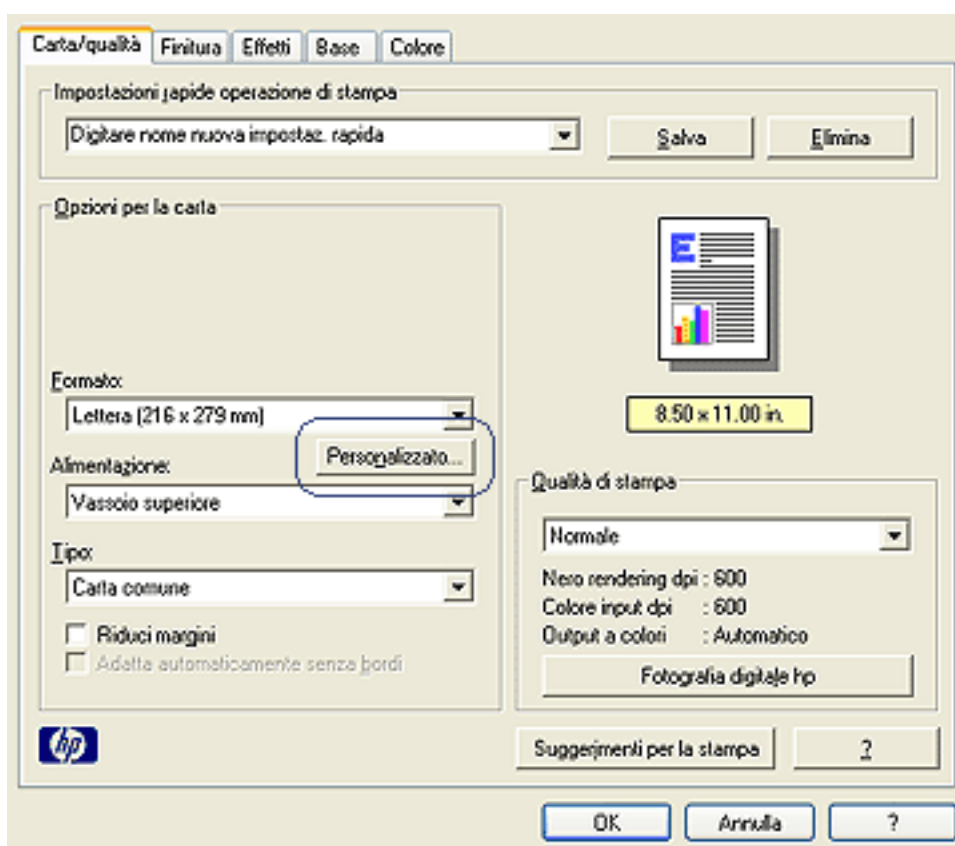 Carta/qualità Finitura Effetti Base Colore
Impostazioni rapide operazione di stampa
Digitare nome nuova impostaz. rapida Salva Elimina
Opzioni per la carta
E
Formato:
Lettera (216 x 279 mm)
8.50 x 11.00 in.
Personalizzato...
Alimentazione:
Vassoio superiore
Qualità di stampa
Normale
Tipo:
Carta comune
Nero rendering dpi : 600
Colore input dpi : 600
Riduci margini
Output a colori : Automatico
Adatta automaticamente senza bordi
Fotografia digitale hp
hp
Suggerimenti per la stampa ?
OK Annulla ?